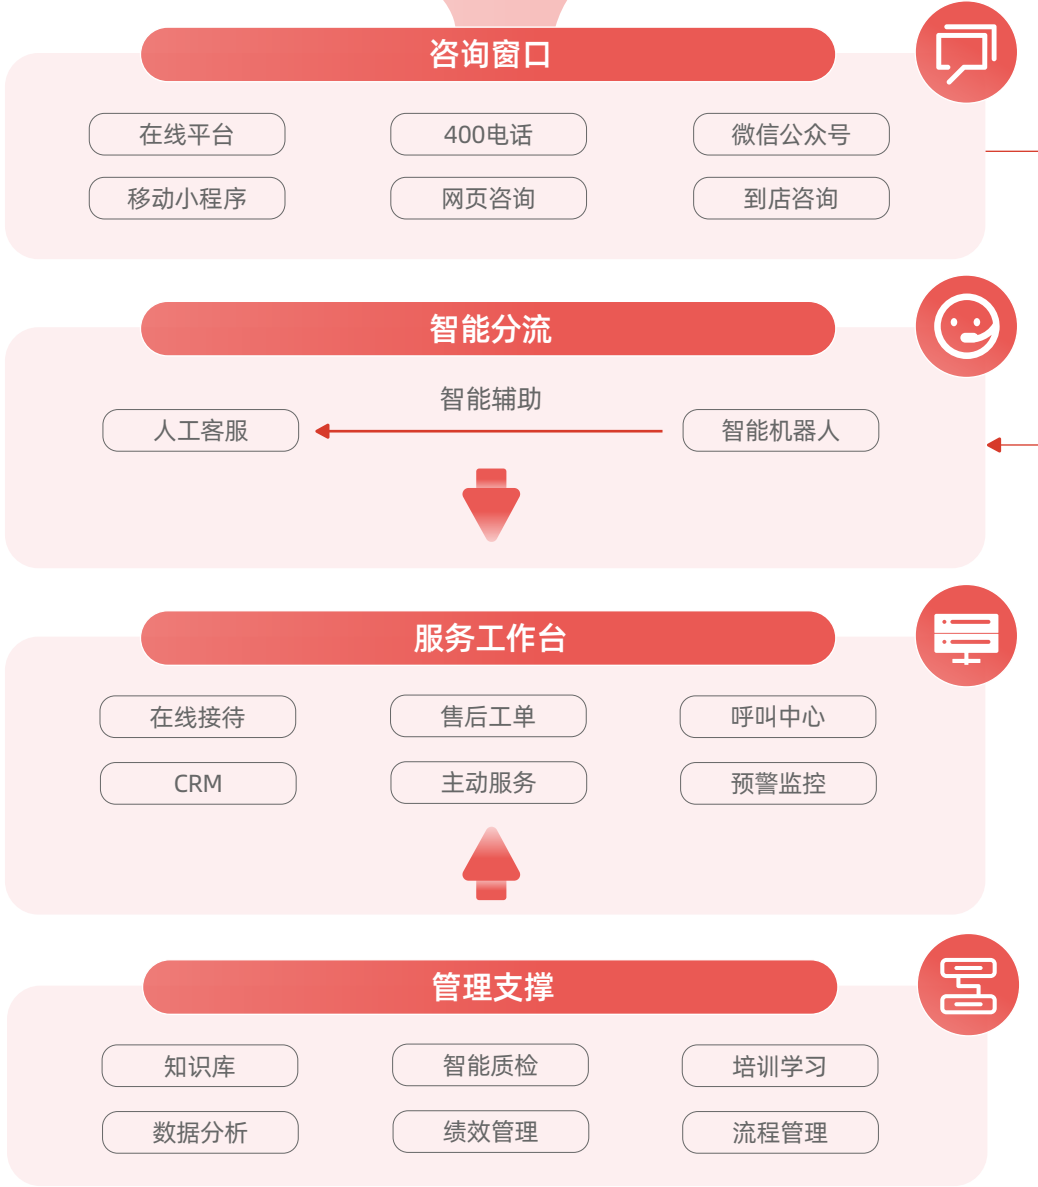 咨询窗口
在线平台
400电话
微信公众号
移动小程序
网页咨询
到店咨询
智能分流
智能辅助
人工客服
智能机器人
服务工作台
在线接待
售后工单
呼叫中心
CRM
主动服务
预警监控
管理支撑
知识库
智能质检
培训学习
数据分析
绩效管理
流程管理